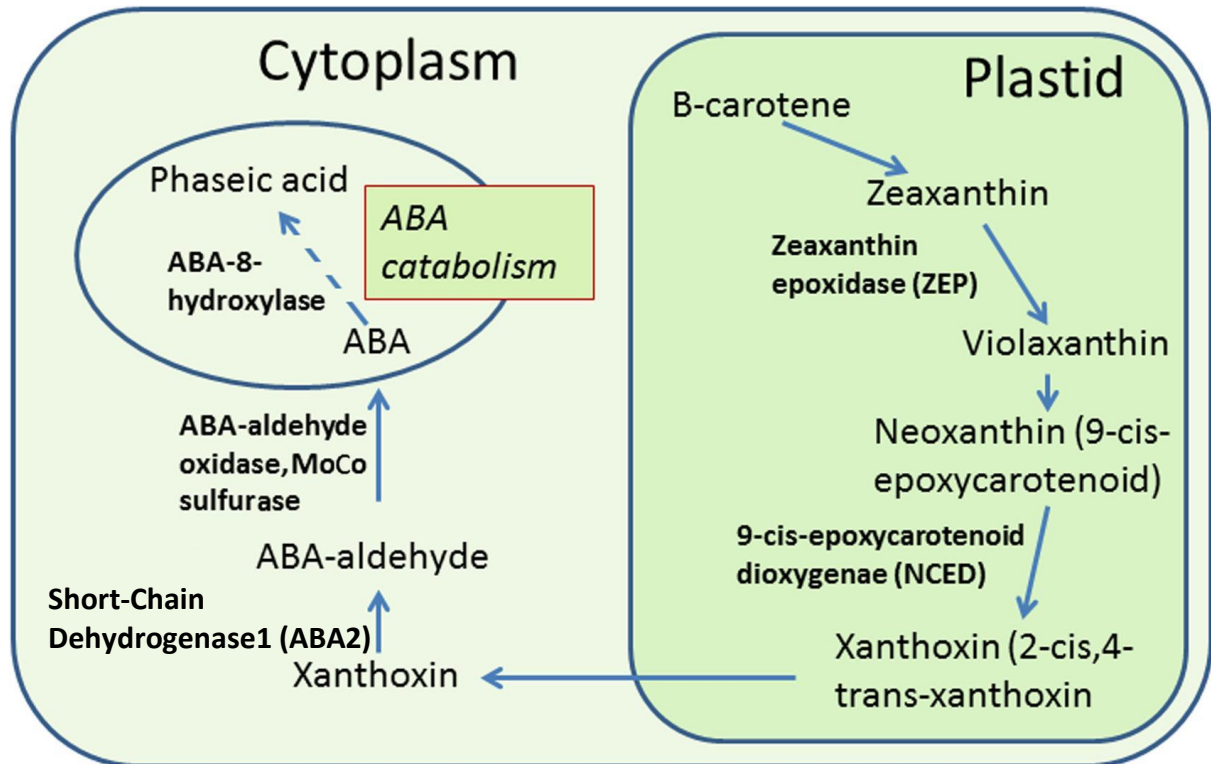 Cytoplasm
Plastid
B-carotene
Zeaxanthin
Zeaxanthin
epoxidase (ZEP)
Violaxanthin
Neoxanthin (9-cis-
epoxycarotenoid)
9-cis-epoxycarotenoid
dioxygenae (NCED)
Xanthoxin (2-cis,4-
trans-xanthoxin
Xanthoxin
Short-Chain
Dehydrogenase1 (ABA2)
ABA-aldehyde
ABA-aldehyde
oxidase,MoCo
sulfurase
ABA
ABA-8-
hydroxylase
Phaseic acid
ABA
catabolism